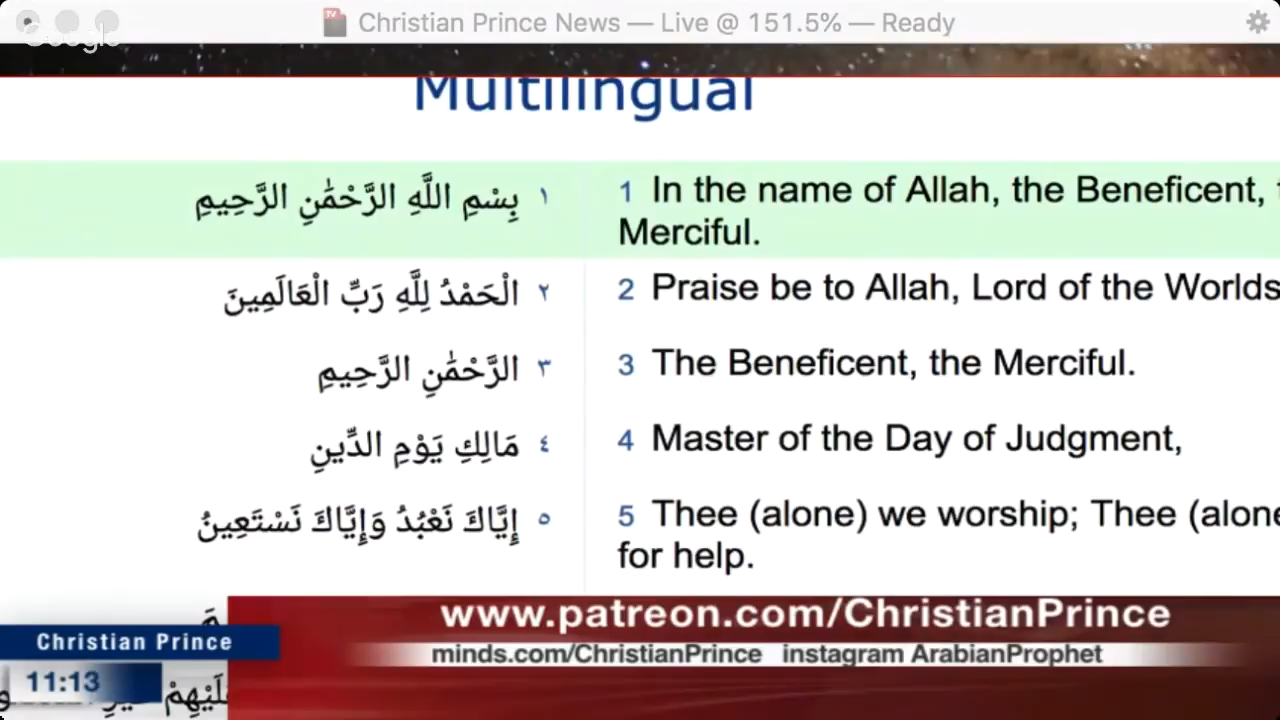 Christian Prince News — Live @ 151.5% — Ready
Google
Multilingual
بِسْمِ اللَّهِ الرَّحْمَٰنِ الرَّحِيمِ ١
1 In the name of Allah, the Beneficent,
Merciful.
الْحَمْدُ لِلَّهِ رَبِّ الْعَالَمِينَ ٢
2 Praise be to Allah, Lord of the Worlds
الرَّحْمَٰنِ الرَّحِيمِ ٣
3 The Beneficent, the Merciful.
مَالِكِ يَوْمِ الدِّينِ ٤
4 Master of the Day of Judgment,
إِيَّاكَ نَعْبُدُ وَإِيَّاكَ نَسْتَعِينُ ٥
5 Thee (alone) we worship; Thee (alone
for help.
www.patreon.com/ChristianPrince
Christian Prince
minds.com/ChristianPrince instagram ArabianProphet
11:13